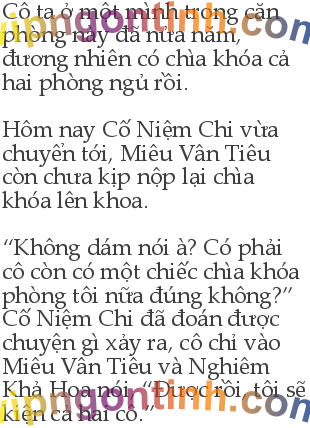 Cô ta ở một mình trong căn
phòng này đã nửa năm,
đương nhiên có chìa khóa cả
hai phòng ngủ rồi.
Hôm nay Cố Niệm Chi vừa
chuyển tới, Miêu Vân Tiêu
còn chưa kịp nộp lại chìa
khóa lên khoa.
“Không dám nói à? Có phải
cô còn có một chiếc chìa khóa
phòng tôi nữa đúng không?”
Cố Niệm Chi đã đoán được
chuyện gì xảy ra, cô chỉ vào
Miêu Vân Tiêu và Nghiêm
Khả Hoa nói, “Được rồi, tôi sẽ
kiện cả hai cô.”
vipngontinh.com
vipngontinh.com